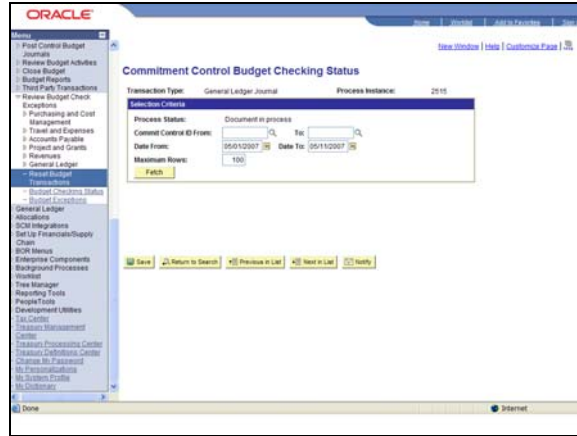 ORACLE
Home | Worklist | Add to Favorites | Sign
Menu
Post Control Budget
Journals
Review Budget Activities
Close Budget
Budget Reports
Third Party Transactions
Review Budget Check
Exceptions
Purchasing and Cost
Management
Travel and Expenses
Accounts Payable
Project and Grants
Revenues
General Ledger
– Reset Budget
Transactions
– Budget Checking Status
– Budget Exceptions
General Ledger
Allocations
SCM Integrations
Set Up Financials/Supply
Chain
BOR Menus
Enterprise Components
Background Processes
Worklist
Tree Manager
Reporting Tools
PeopleTools
Development Utilities
Tax Center
Treasury Management
Center
Treasury Processing Center
Treasury Definitions Center
Change My Password
My Personalizations
My System Profile
My Dictionary
New Window | Help | Customize Page |
Commitment Control Budget Checking Status
Transaction Type: General Ledger Journal Process Instance: 2515
Selection Criteria
Process Status: Document in process
Commit Control ID From: To:
Date From: 05/01/2007 Date To: 05/11/2007
Maximum Rows: 100
Fetch
Save Return to Search Previous in List Next in List Notify
Done Internet